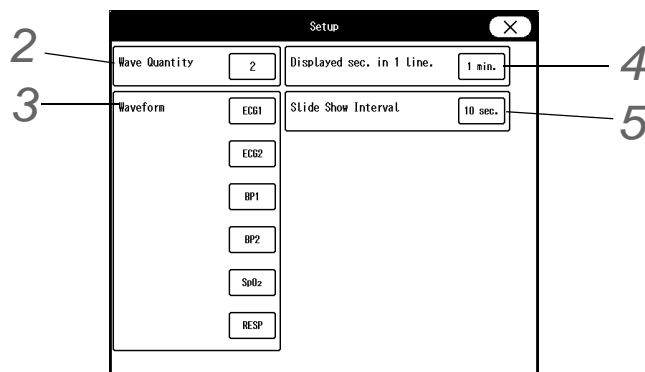 Setup
2
Wave Quantity 2
Displayed sec. in 1 line. 1 min.
4
3
Waveform ECG1
Slide Show Interval 10 sec.
5
ECG2
BP1
BP2
SpO₂
RESP